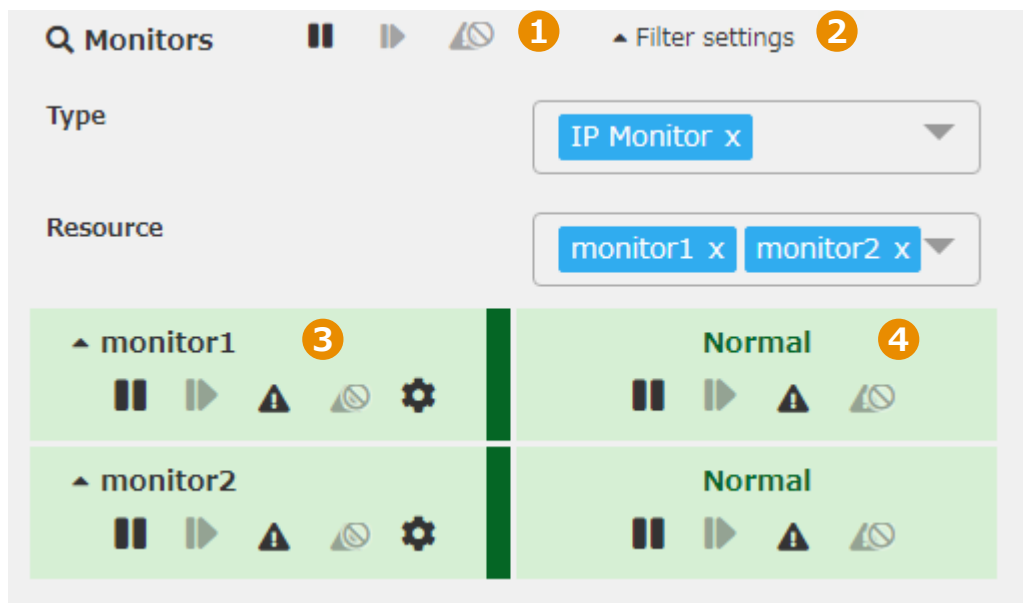 Monitors 1 Filter settings 2
Type
IP Monitor x
Resource
monitor1 x monitor2 x
monitor1 3 Normal 4
monitor2 Normal